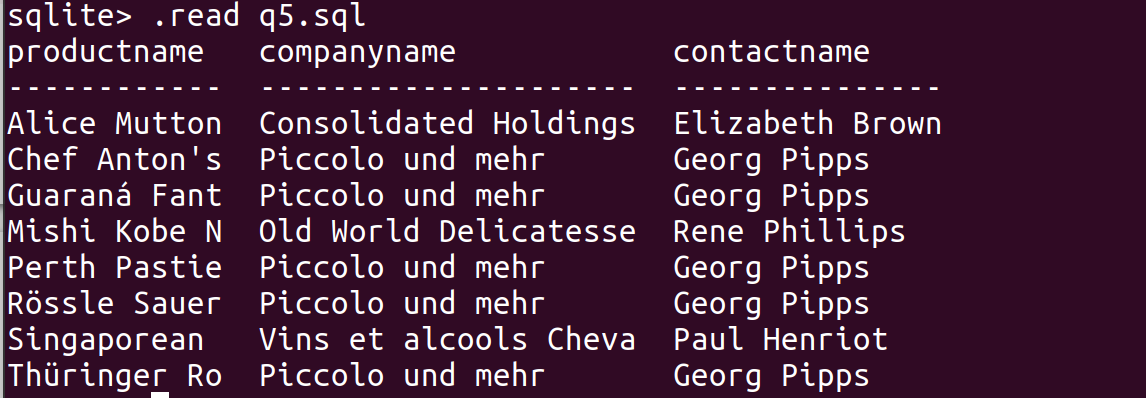 sqlite> .read q5.sql
productname   companyname             contactname
------------  ---------------------  ---------------
Alice Mutton  Consolidated Holdings  Elizabeth Brown
Chef Anton's  Piccolo und mehr       Georg Pipps
Guaraná Fant  Piccolo und mehr       Georg Pipps
Mishi Kobe N  Old World Delicatesse  Rene Phillips
Perth Pastie  Piccolo und mehr       Georg Pipps
Rössle Sauer  Piccolo und mehr       Georg Pipps
Singaporean   Vins et alcools Cheva  Paul Henriot
Thüringer Ro  Piccolo und mehr       Georg Pipps